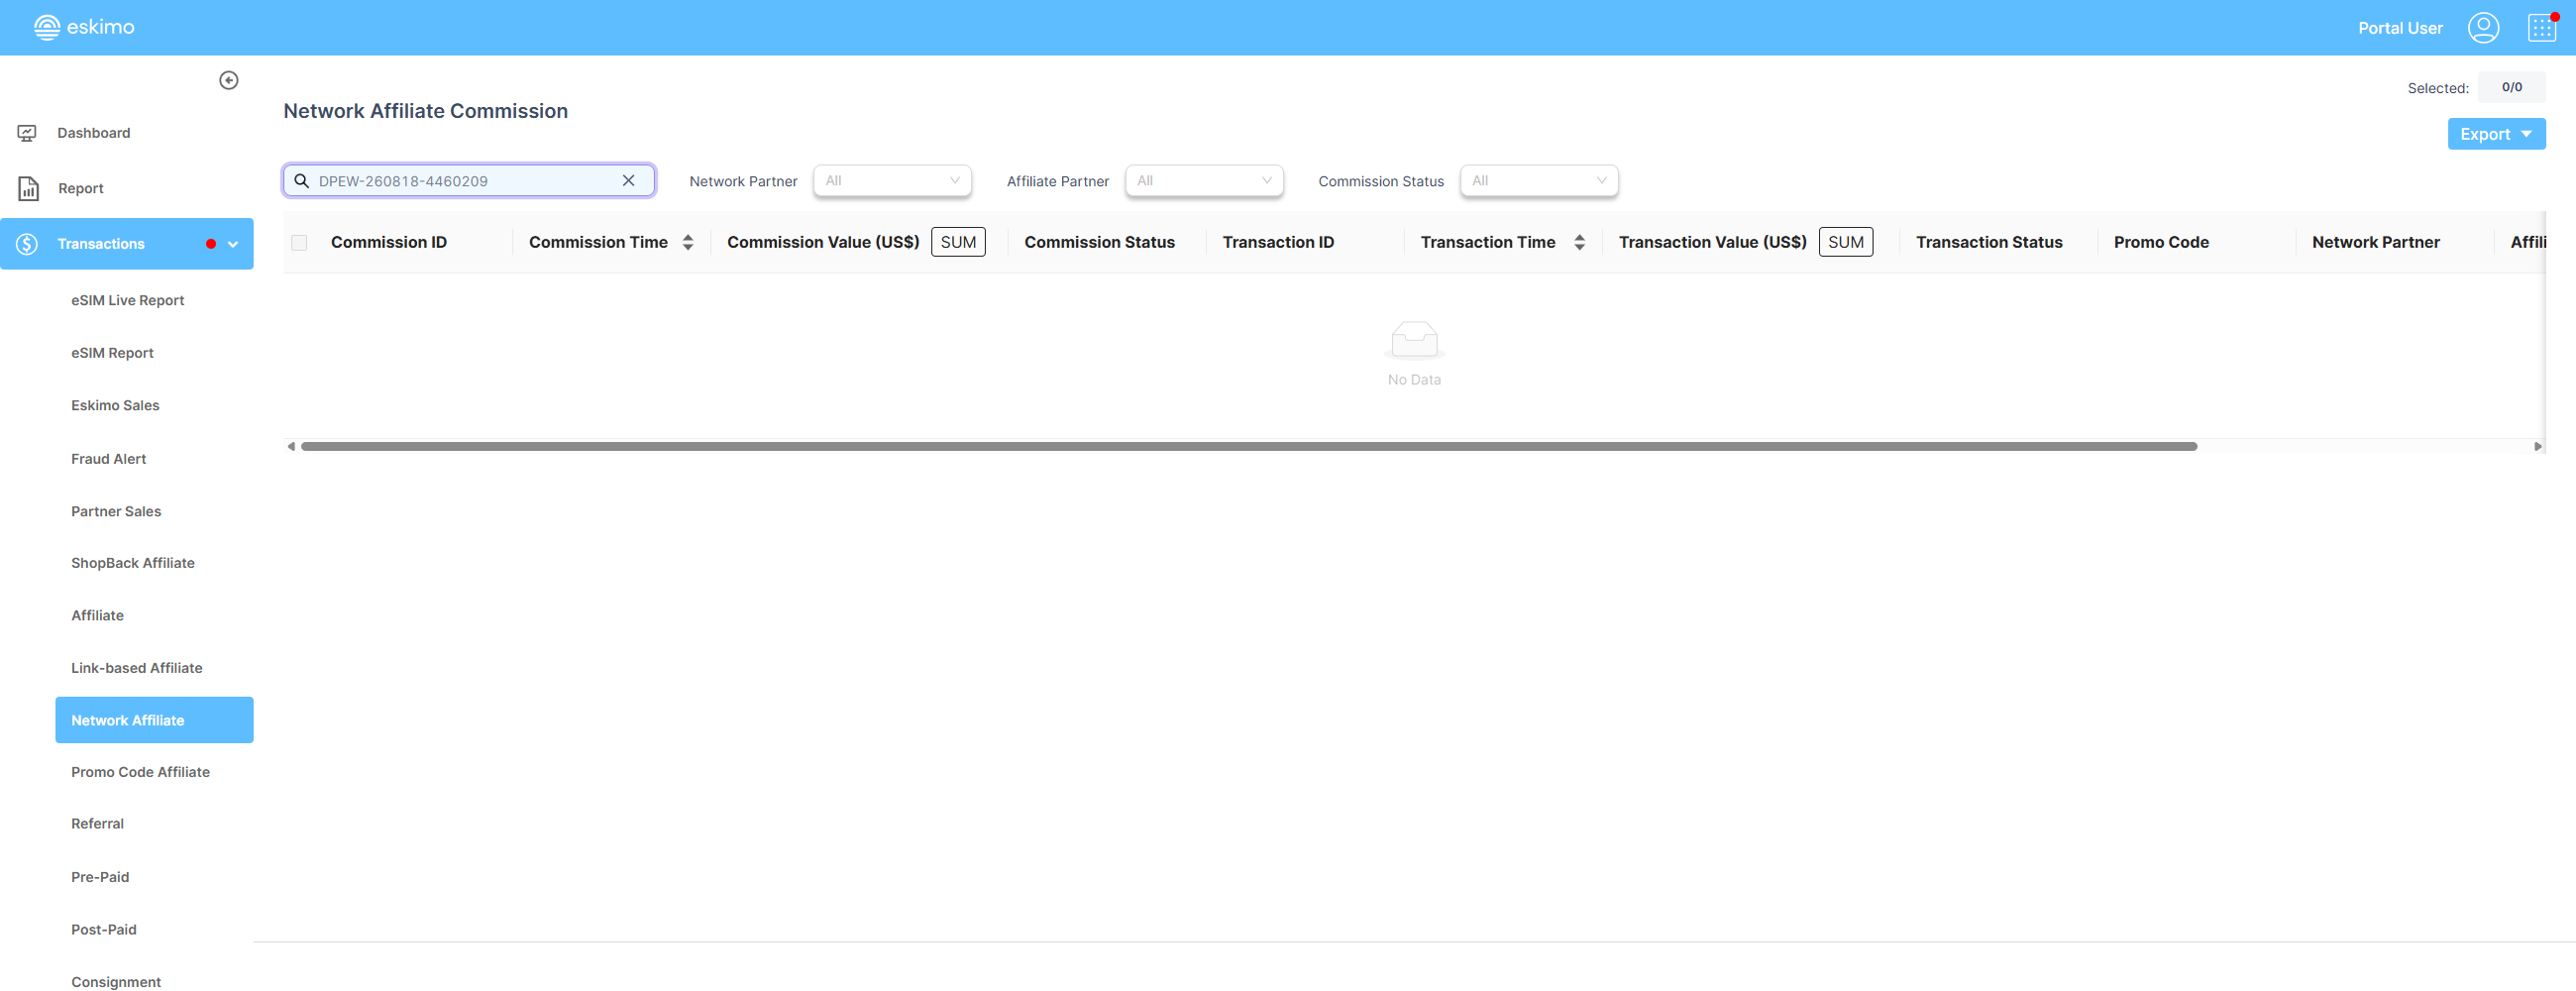 eskimo
Portal User
Selected: 0/0
Network Affiliate Commission
Export
Dashboard
Report
Transactions
eSIM Live Report
eSIM Report
Eskimo Sales
Fraud Alert
Partner Sales
ShopBack Affiliate
Affiliate
Link-based Affiliate
Network Affiliate
Promo Code Affiliate
Referral
Pre-Paid
Post-Paid
Consignment
DPEW-260818-4460209 Network Partner All Affiliate Partner All Commission Status All
Commission ID Commission Time Commission Value (US$) SUM Commission Status Transaction ID Transaction Time Transaction Value (US$) SUM Transaction Status Promo Code Network Partner Affili
No Data